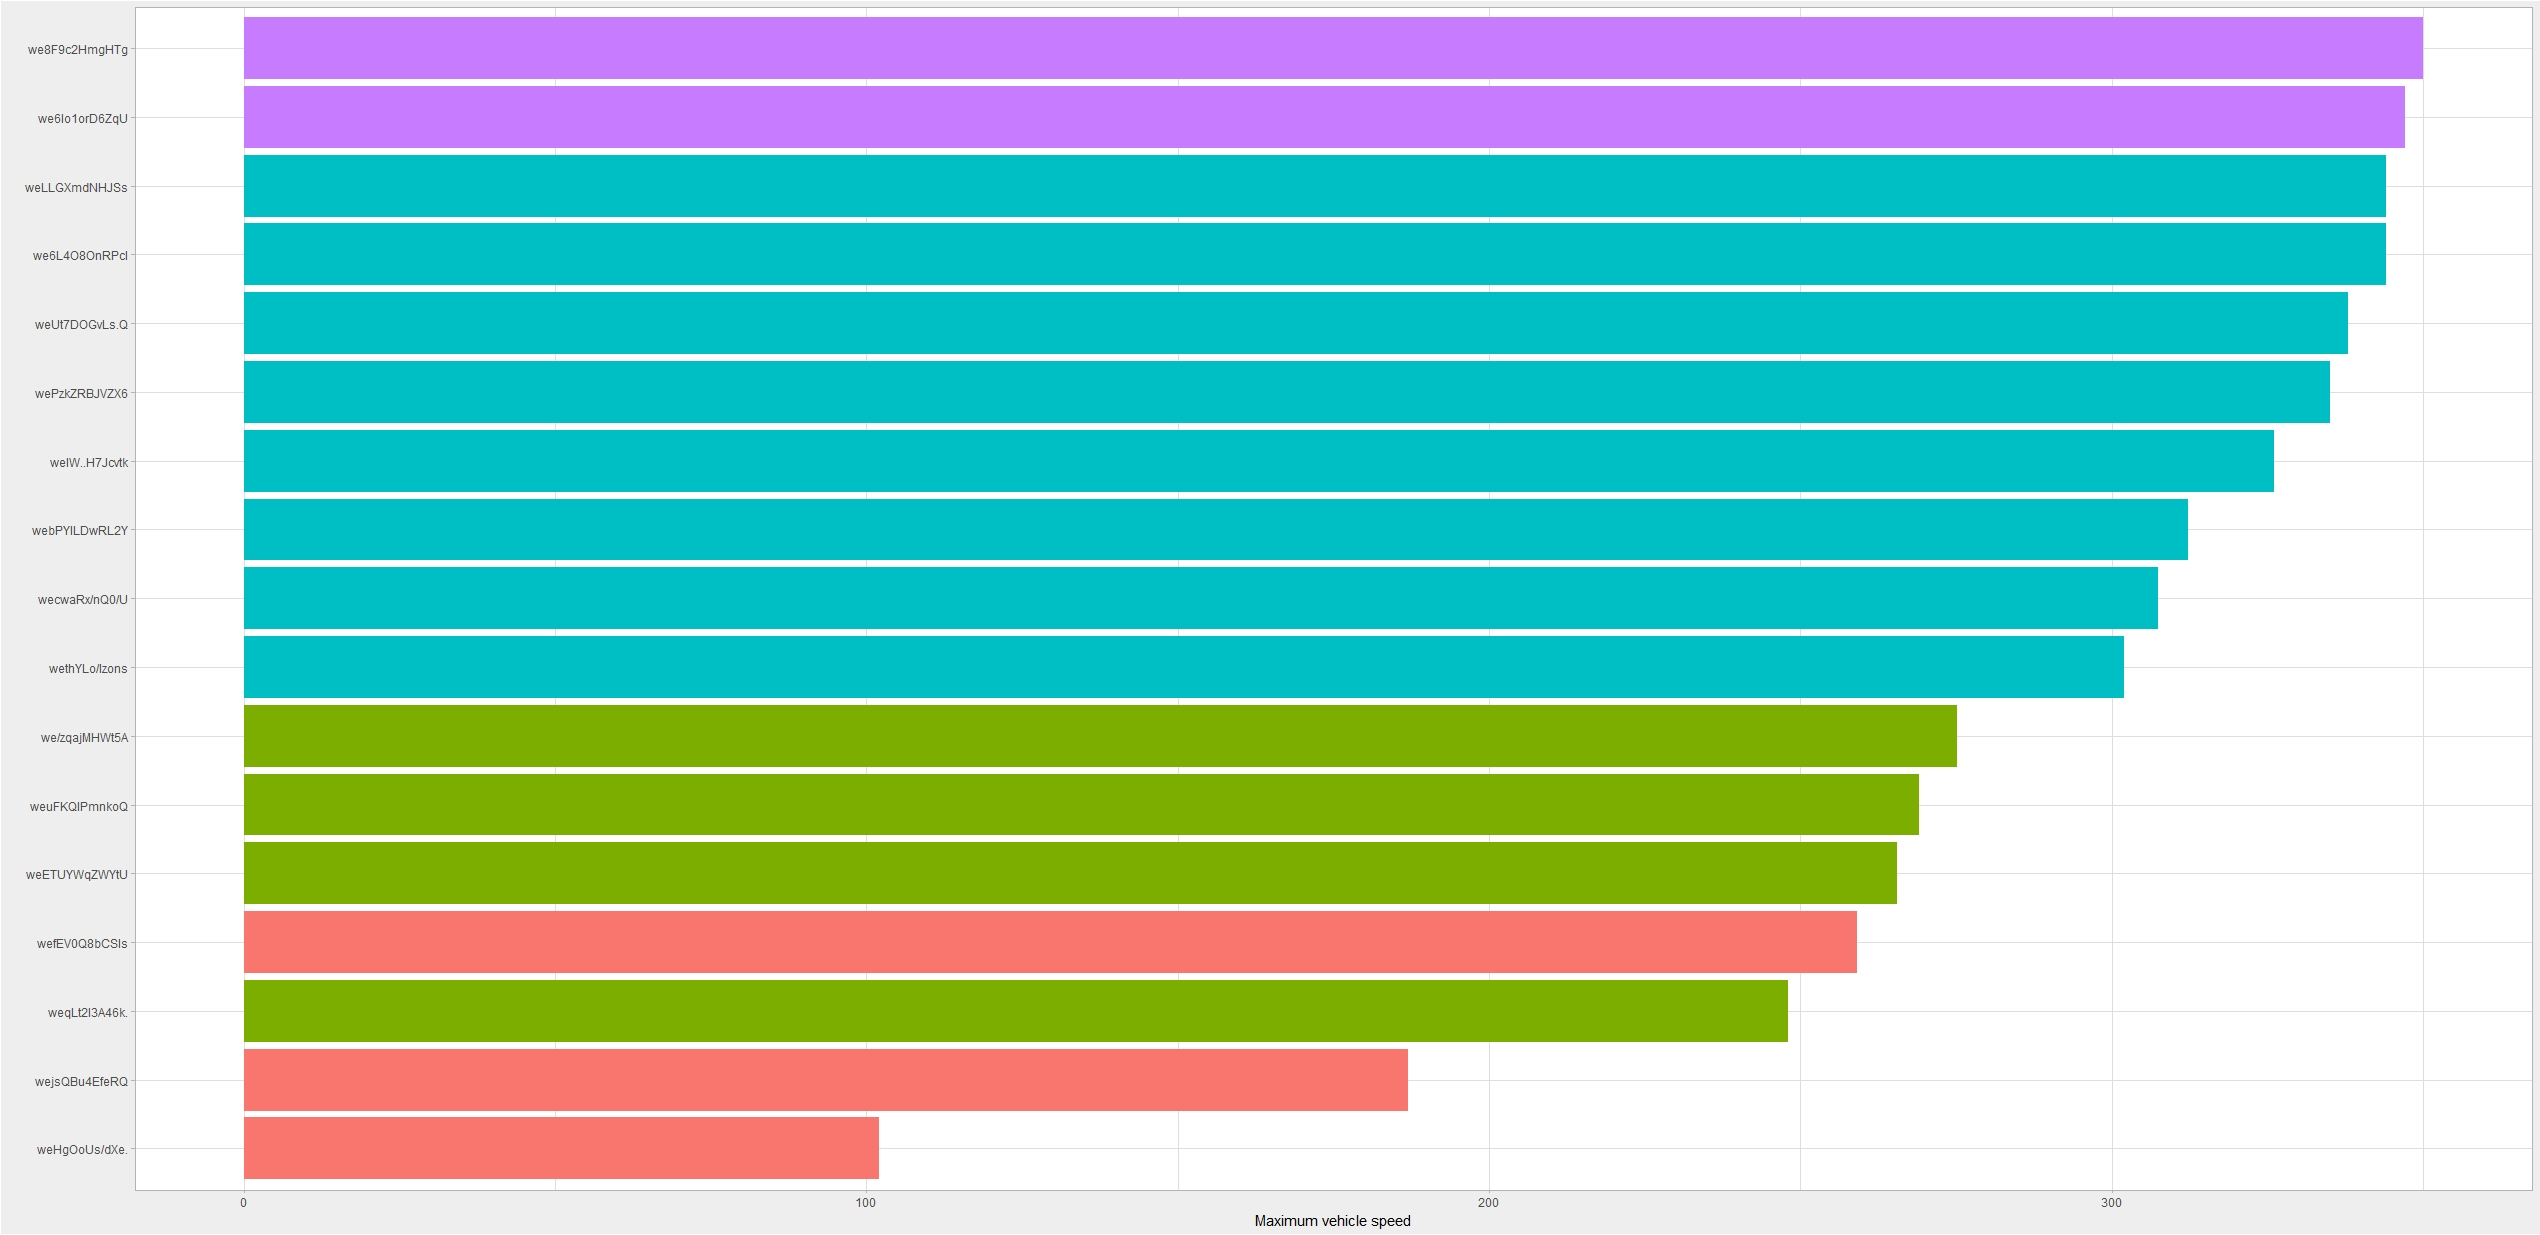 we8F9c2HmgHTg
we6lo1orD6ZqU
weLLGXmdNHJSs
we6L4O8OnRPcI
weUt7DOGvLs.Q
wePzkZRBJVZX6
weIW..H7Jcvtk
webPYILDwRL2Y
wecwaRx/nQ0/U
wethYLo/Izons
we/zqajMHWt5A
weuFKQIPmnkoQ
weETUYWqZWYtU
wefEV0Q8bCSIs
weqLt2I3A46k.
wejsQBu4EfeRQ
weHgOoUs/dXe.
0 100 200 300
Maximum vehicle speed